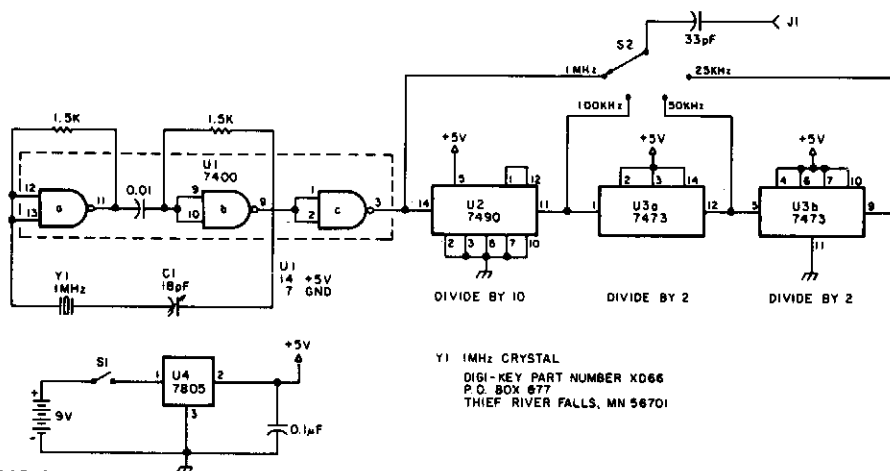 S2
33pF
J1
1MHz
25KHz
100KHz
50KHz
1.5K
1.5K
+5V
+5V
+5V
U1
7400
12
13
a
11
0.01
9
10
b
8
1
2
c
3
14
5
1
12
U2
7490
11
2
3
6
7
10
1
2
3
14
U3a
7473
12
5
4
6
7
10
U3b
7473
9
11
Y1
1MHz
C1
18pF
U1
14 +5V
7 GND
DIVIDE BY 10
DIVIDE BY 2
DIVIDE BY 2
S1
1
U4
7805
2
3
+5V
+
9V
-
0.1µF
Y1 1MHz CRYSTAL
DIGI-KEY PART NUMBER X066
P.O. BOX 677
THIEF RIVER FALLS, MN 56701